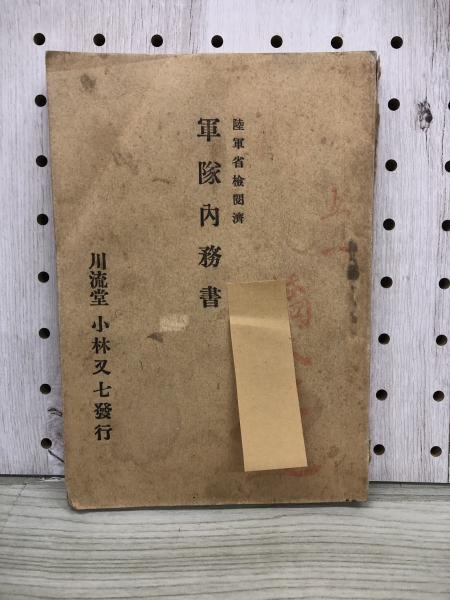 陸軍省檢閲濟
軍隊内務書
川流堂 小林又七發行